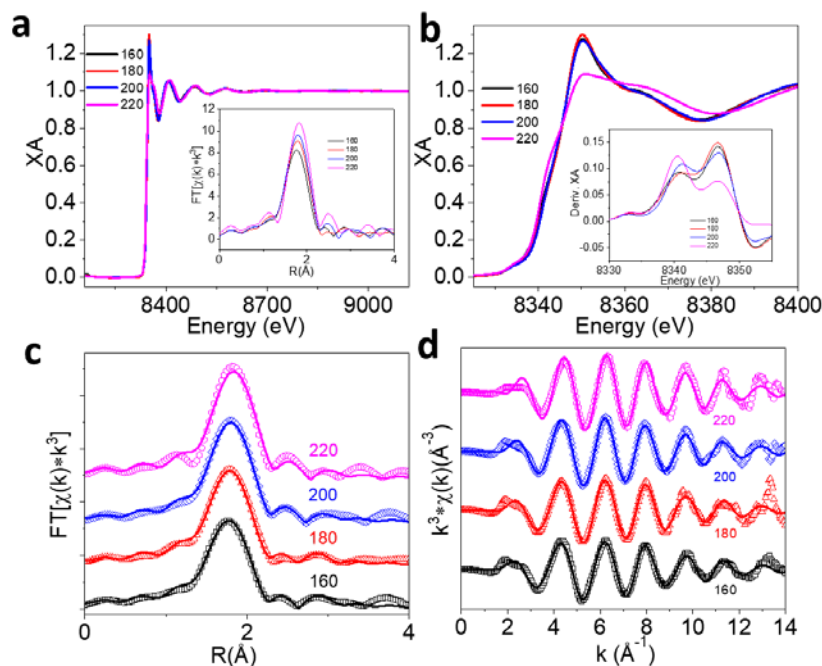 a
XA
1.2
1.0
0.8
0.6
0.4
0.2
0.0
160
180
200
220
FT[χ(k)*k³]
12
10
8
6
4
2
0
160
180
200
220
0 1 2 3 4
R(Å)
8400 8700 9000
Energy (eV)
b
XA
1.2
1.0
0.8
0.6
0.4
0.2
0.0
160
180
200
220
Deriv. XA
0.15
0.10
0.05
0.00
-0.05
160
180
200
220
8330 8340 8350
Energy (eV)
8340 8360 8380 8400
Energy (eV)
c
FT[χ(k)*k³]
220
200
180
160
0 2 4
R(Å)
d
k³*χ(k)(Å⁻³)
220
200
180
160
0 2 4 6 8 10 12 14
k (Å⁻¹)